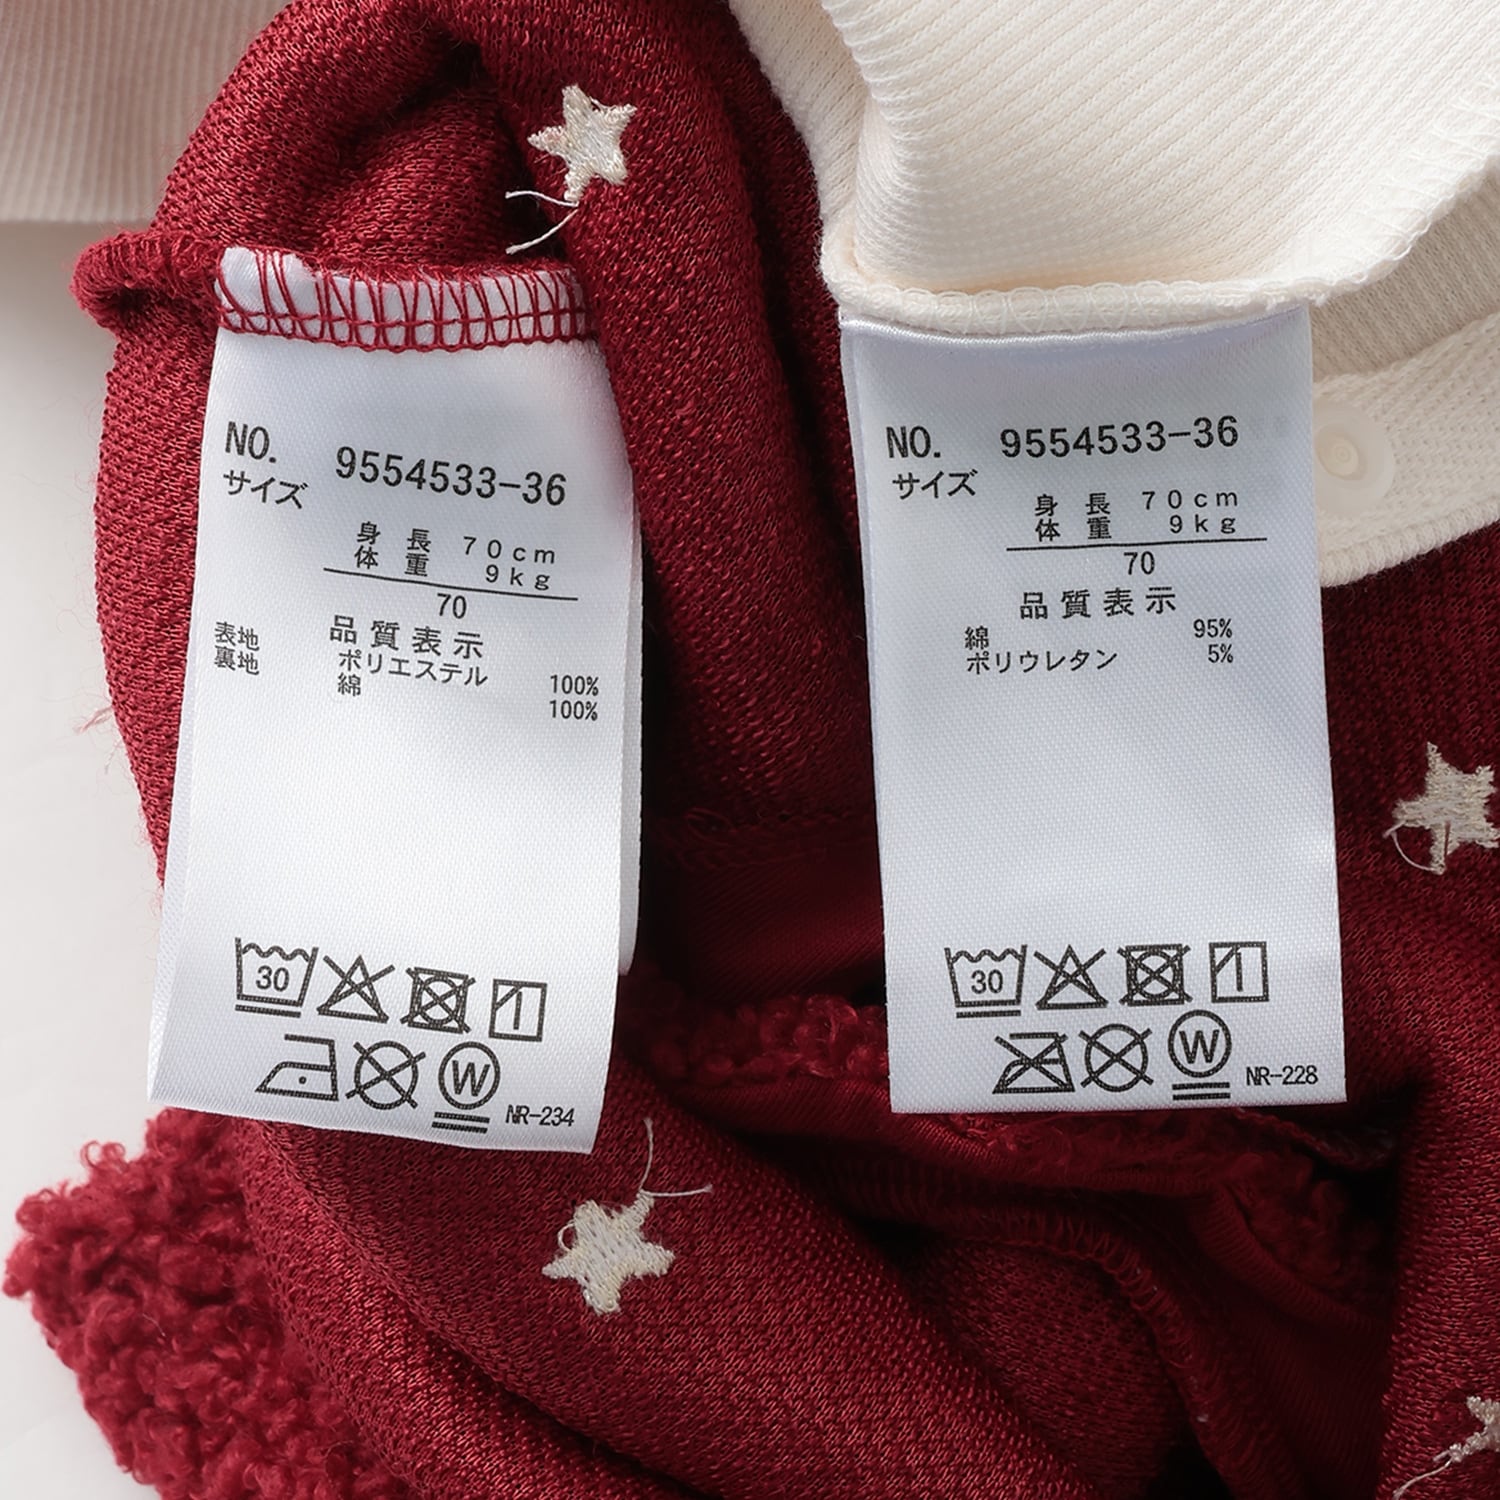 NO. 9554533-36
サイズ
身長 70cm
体重 9kg
70
品質表示
表地 ポリエステル 100%
裏地 綿 100%
30
W
NR-234
NO. 9554533-36
サイズ
身長 70cm
体重 9kg
70
品質表示
綿 95%
ポリウレタン 5%
30
W
NR-228